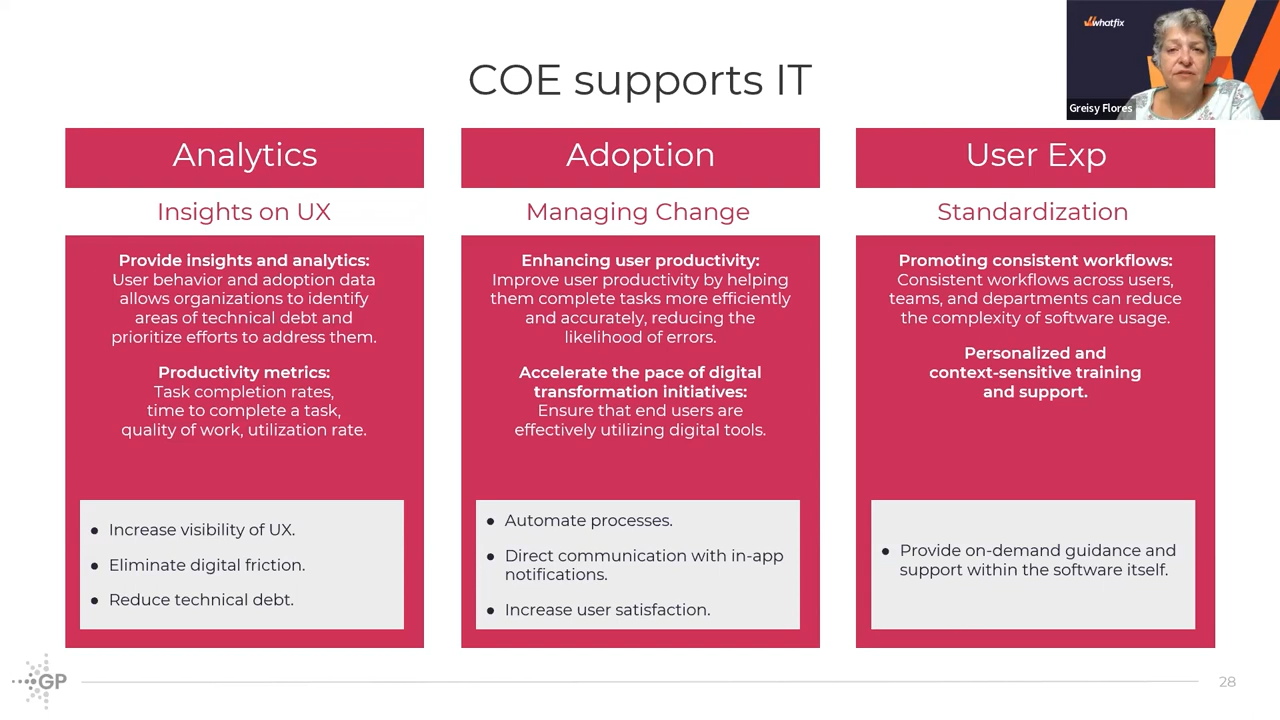 whatfix
Greisy Flores
COE supports IT
Analytics
Insights on UX
Provide insights and analytics:
User behavior and adoption data
allows organizations to identify
areas of technical debt and
prioritize efforts to address them.
Productivity metrics:
Task completion rates,
time to complete a task,
quality of work, utilization rate.
● Increase visibility of UX.
● Eliminate digital friction.
● Reduce technical debt.
Adoption
Managing Change
Enhancing user productivity:
Improve user productivity by helping
them complete tasks more efficiently
and accurately, reducing the
likelihood of errors.
Accelerate the pace of digital
transformation initiatives:
Ensure that end users are
effectively utilizing digital tools.
● Automate processes.
● Direct communication with in-app
notifications.
● Increase user satisfaction.
User Exp
Standardization
Promoting consistent workflows:
Consistent workflows across users,
teams, and departments can reduce
the complexity of software usage.
Personalized and
context-sensitive training
and support.
● Provide on-demand guidance and
support within the software itself.
GP
28